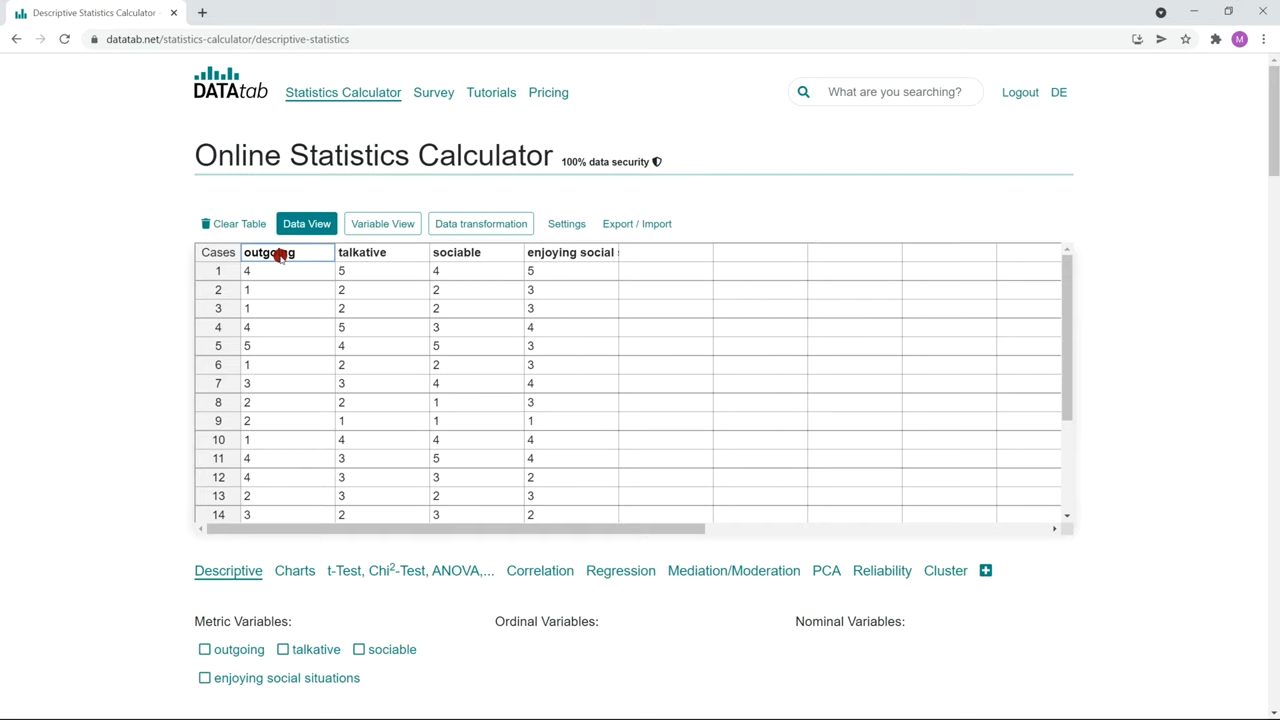 Descriptive Statistics Calculator
datatab.net/statistics-calculator/descriptive-statistics
M
DATAtab
Statistics Calculator Survey Tutorials Pricing
What are you searching?
Logout DE
Online Statistics Calculator 100% data security
Clear Table Data View Variable View Data transformation Settings Export / Import
Cases outgoing talkative sociable enjoying social
1 4 5 4 5
2 1 2 2 3
3 1 2 2 3
4 4 5 3 4
5 5 4 5 3
6 1 2 2 3
7 3 3 4 4
8 2 2 1 3
9 2 1 1 1
10 1 4 4 4
11 4 3 5 4
12 4 3 3 2
13 2 3 2 3
14 3 2 3 2
Descriptive Charts t-Test, Chi²-Test, ANOVA,... Correlation Regression Mediation/Moderation PCA Reliability Cluster
Metric Variables: Ordinal Variables: Nominal Variables:
outgoing talkative sociable
enjoying social situations